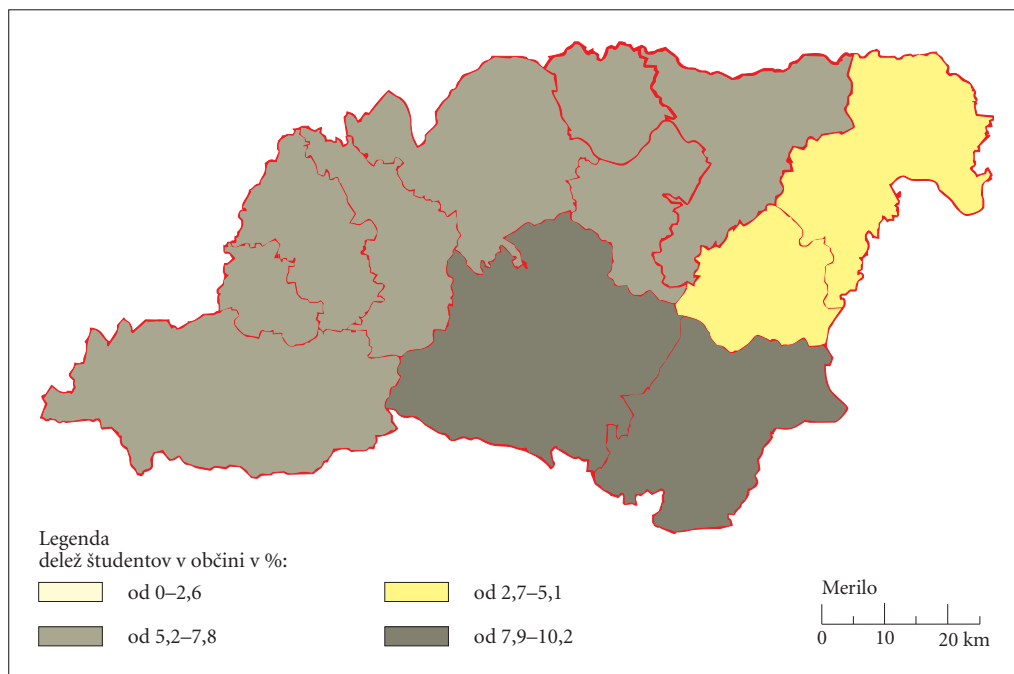 Legenda
delež študentov v občini v %:
od 0–2,6
od 2,7–5,1
od 5,2–7,8
od 7,9–10,2
Merilo
0 10 20 km